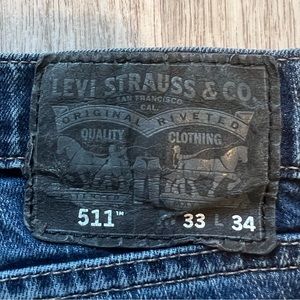 LEVI STRAUSS & CO.
SAN FRANCISCO
CAL.
ORIGINAL RIVETED
QUALITY CLOTHING
511™ 33 L 34